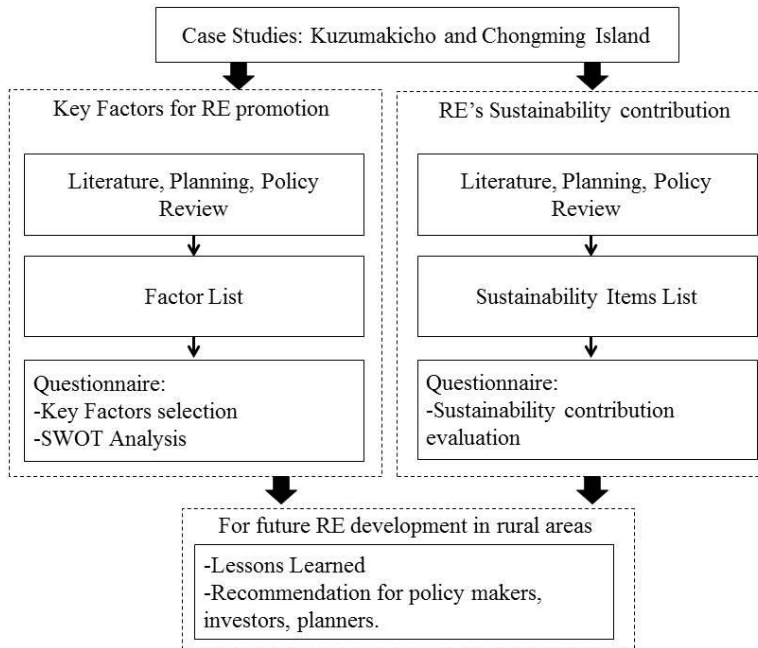 Case Studies: Kuzumakicho and Chongming Island
Key Factors for RE promotion
Literature, Planning, Policy
Review
Factor List
Questionnaire:
-Key Factors selection
-SWOT Analysis
RE's Sustainability contribution
Literature, Planning, Policy
Review
Sustainability Items List
Questionnaire:
-Sustainability contribution
evaluation
For future RE development in rural areas
-Lessons Learned
-Recommendation for policy makers,
investors, planners.